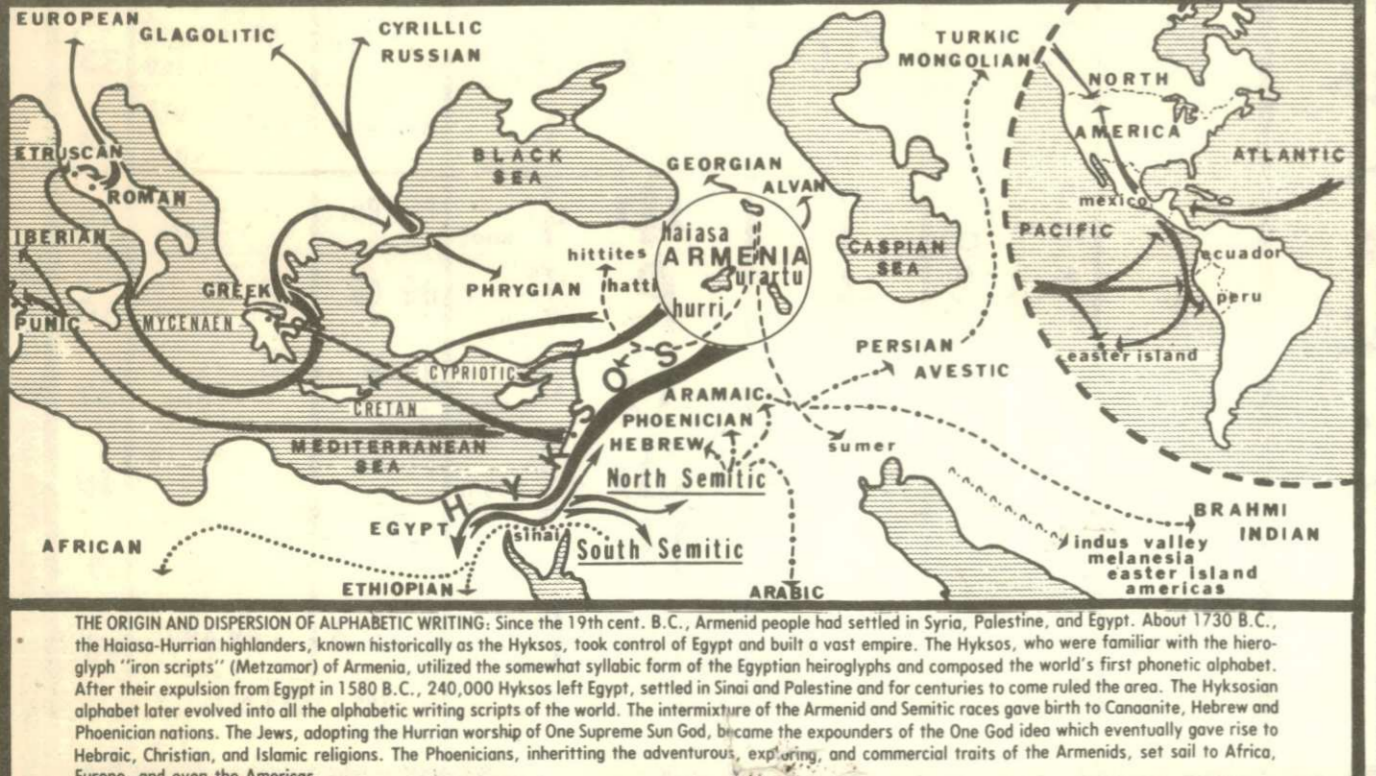 EUROPEAN
GLAGOLITIC
CYRILLIC
RUSSIAN
TURKIC
MONGOLIAN
NORTH
AMERICA
ATLANTIC
mexico
PACIFIC
ecuador
peru
easter island
BLACK
SEA
GEORGIAN
ALVAN
CASPIAN
SEA
ETRUSCAN
ROMAN
IBERIAN
PUNIC
GREEK
MYCENAEN
PHRYGIAN
hittites
hatti
haiasa
ARMENIA
urartu
hurri
CYPRIOTIC
CRETAN
MEDITERRANEAN
SEA
HYKSOS
PERSIAN
AVESTIC
ARAMAIC
PHOENICIAN
HEBREW
North Semitic
sumer
EGYPT
sinai
South Semitic
AFRICAN
ETHIOPIAN
ARABIC
BRAHMI
INDIAN
indus valley
melanesia
easter island
americas
THE ORIGIN AND DISPERSION OF ALPHABETIC WRITING: Since the 19th cent. B.C., Armenid people had settled in Syria, Palestine, and Egypt. About 1730 B.C.,
the Haiasa-Hurrian highlanders, known historically as the Hyksos, took control of Egypt and built a vast empire. The Hyksos, who were familiar with the hiero-
glyph "iron scripts" (Metzamor) of Armenia, utilized the somewhat syllabic form of the Egyptian heiroglyphs and composed the world's first phonetic alphabet.
After their expulsion from Egypt in 1580 B.C., 240,000 Hyksos left Egypt, settled in Sinai and Palestine and for centuries to come ruled the area. The Hyksosian
alphabet later evolved into all the alphabetic writing scripts of the world. The intermixture of the Armenid and Semitic races gave birth to Canaanite, Hebrew and
Phoenician nations. The Jews, adopting the Hurrian worship of One Supreme Sun God, became the expounders of the One God idea which eventually gave rise to
Hebraic, Christian, and Islamic religions. The Phoenicians, inheritting the adventurous, exploring, and commercial traits of the Armenids, set sail to Africa,
Europe, and even the Americas.